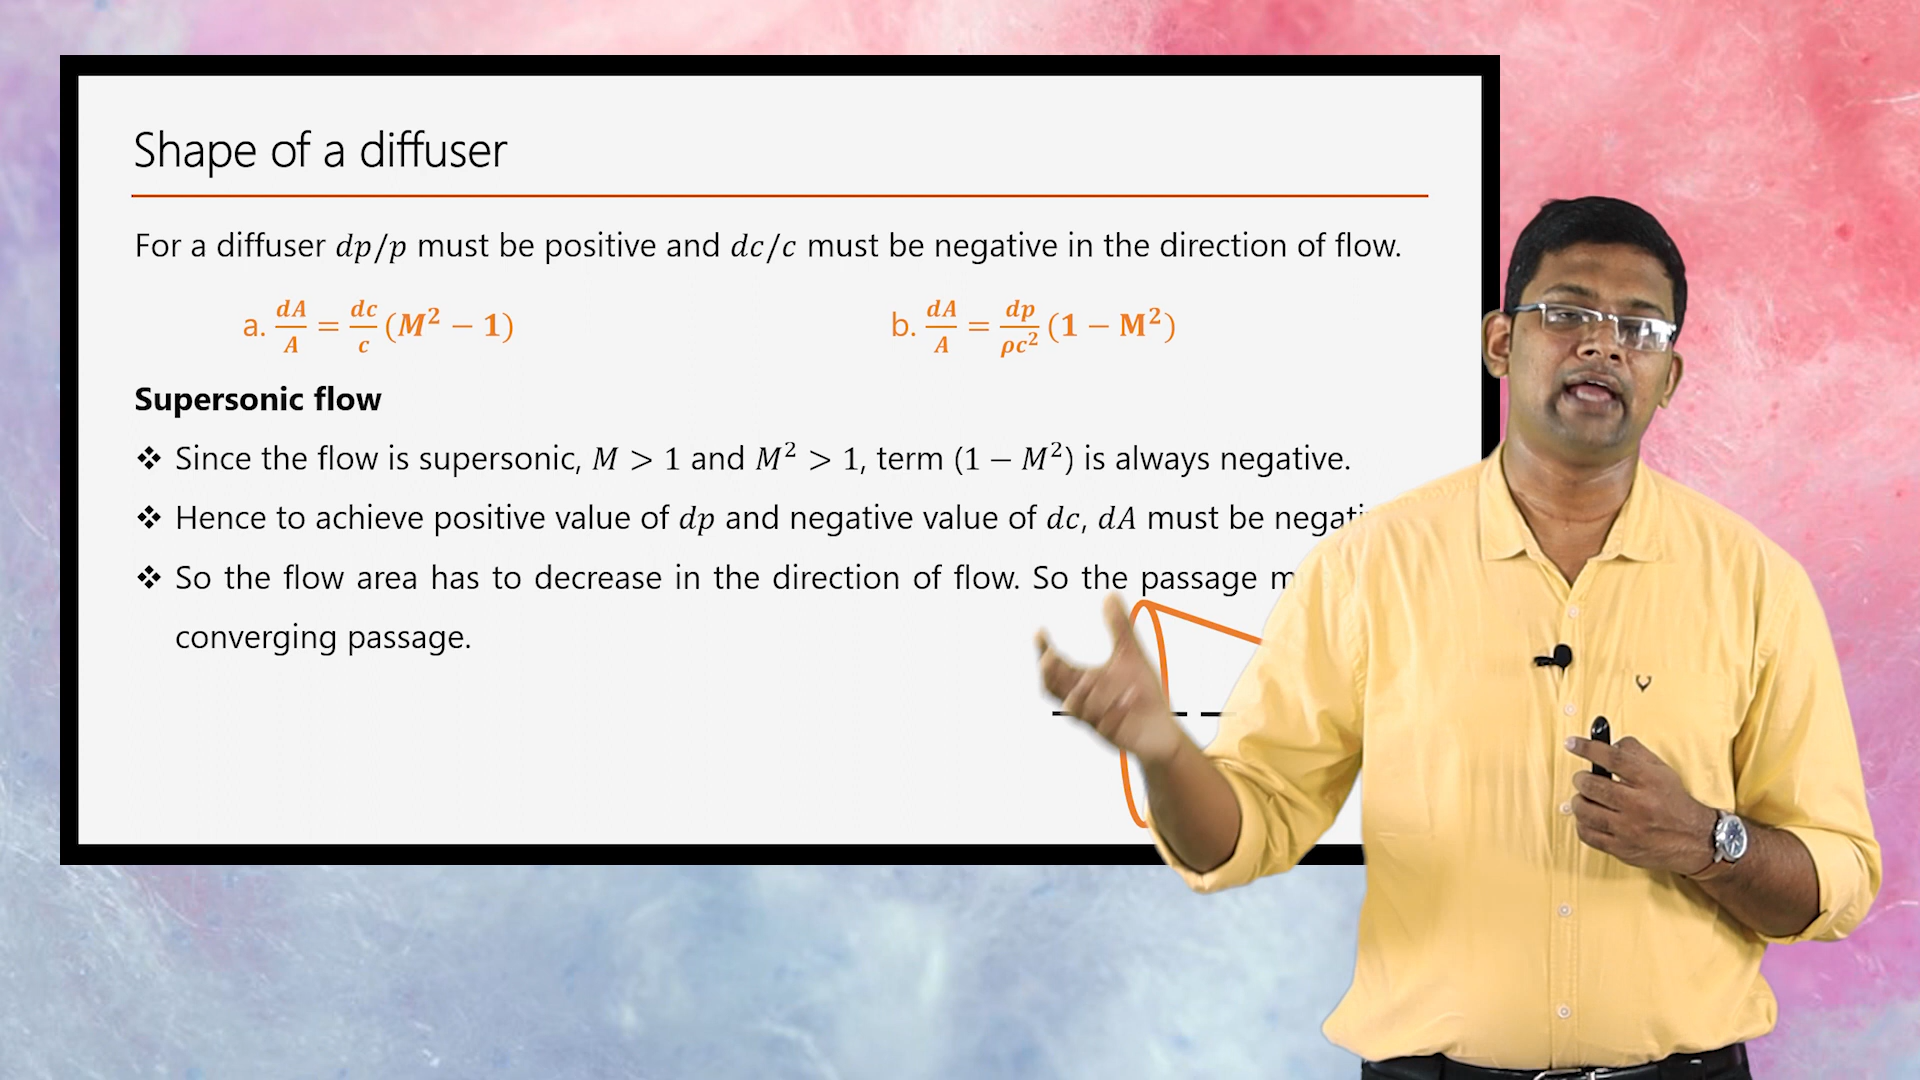 Shape of a diffuser
For a diffuser dp/p must be positive and dc/c must be negative in the direction of flow.
a. dA/A = dc/c (M² − 1)
b. dA/A = dp/ρc² (1 − M²)
Supersonic flow
❖ Since the flow is supersonic, M > 1 and M² > 1, term (1 − M²) is always negative.
❖ Hence to achieve positive value of dp and negative value of dc, dA must be
❖ So the flow area has to decrease in the direction of flow. So the passage
converging passage.